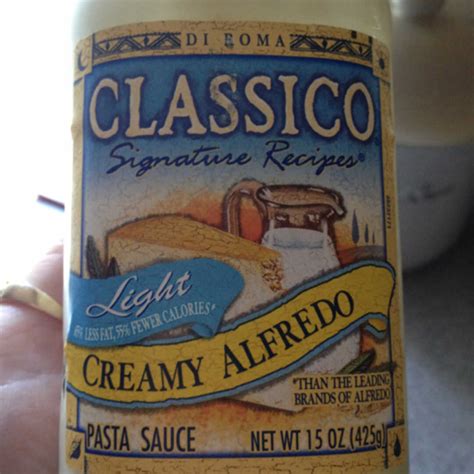 DI ROMA
CLASSICO
Signature Recipes®
Light
LESS FAT, 55% FEWER CALORIES*
CREAMY ALFREDO
*THAN THE LEADING
BRANDS OF ALFREDO
PASTA SAUCE
NET WT 15 OZ (425g)